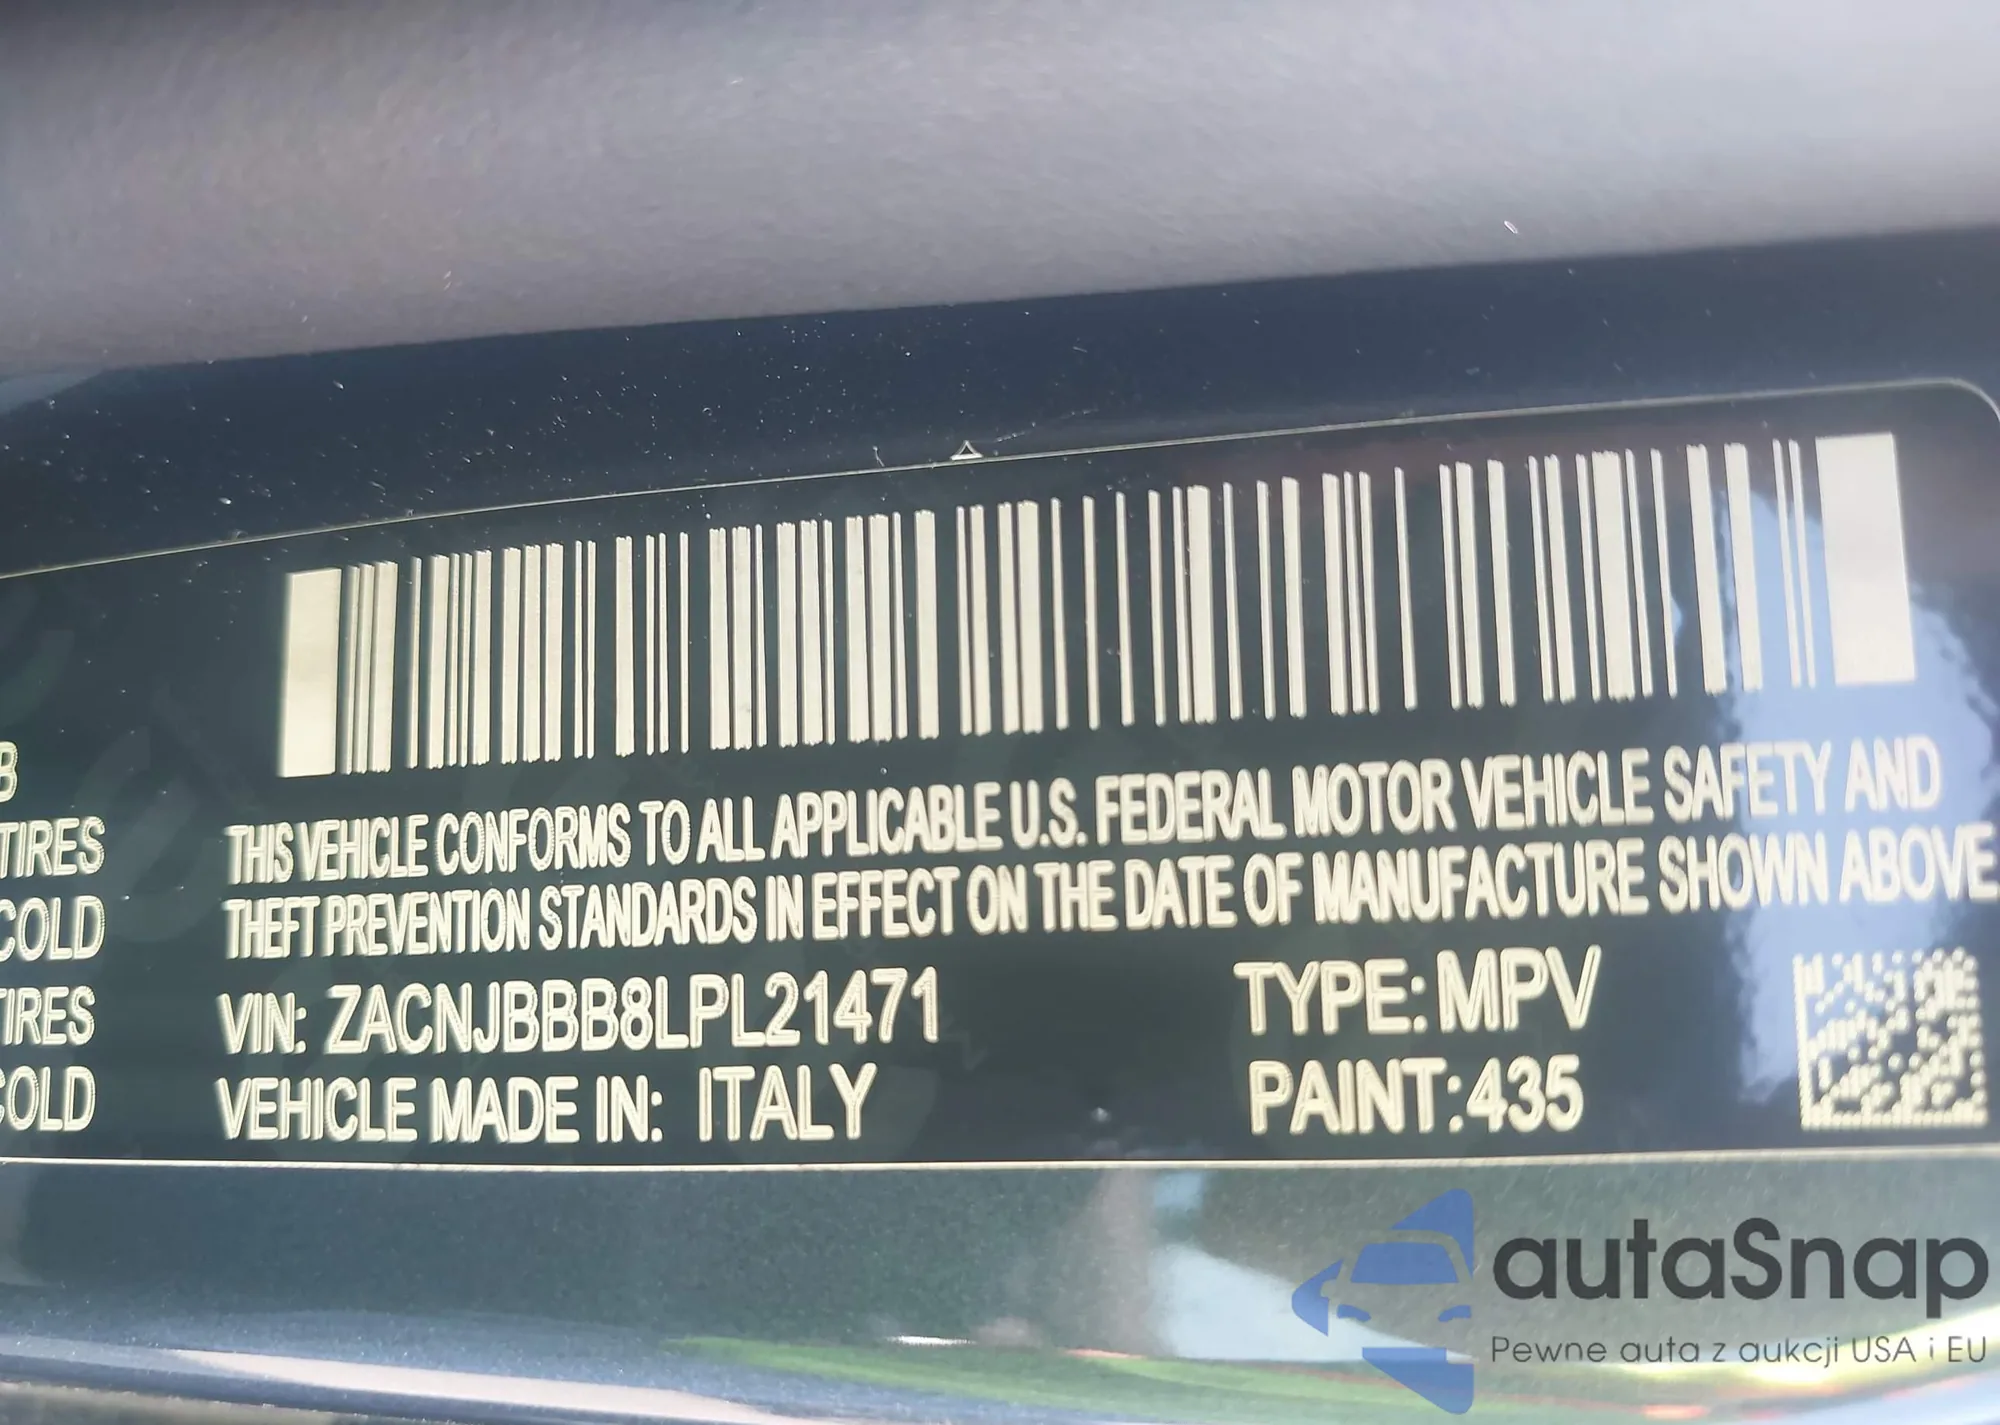 B
TIRES
COLD
TIRES
COLD
THIS VEHICLE CONFORMS TO ALL APPLICABLE U.S. FEDERAL MOTOR VEHICLE SAFETY AND
THEFT PREVENTION STANDARDS IN EFFECT ON THE DATE OF MANUFACTURE SHOWN ABOVE
VIN: ZACNJBBB8LPL21471
TYPE: MPV
VEHICLE MADE IN: ITALY
PAINT:435
autaSnap
Pewne auta z aukcji USA i EU